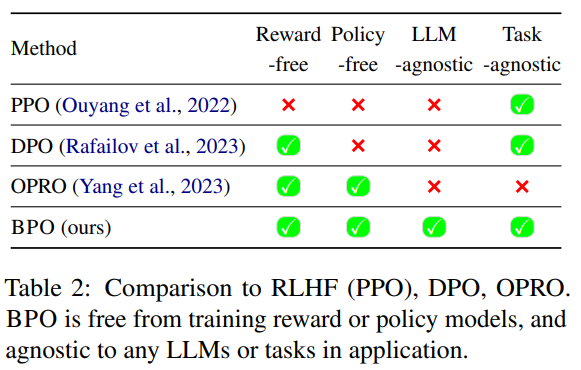 Method Reward -free Policy -free LLM -agnostic Task -agnostic
PPO (Ouyang et al., 2022) ✗ ✗ ✗ ✓
DPO (Rafailov et al., 2023) ✓ ✗ ✗ ✓
OPRO (Yang et al., 2023) ✓ ✓ ✗ ✗
BPO (ours) ✓ ✓ ✓ ✓
Table 2: Comparison to RLHF (PPO), DPO, OPRO.
BPO is free from training reward or policy models, and
agnostic to any LLMs or tasks in application.